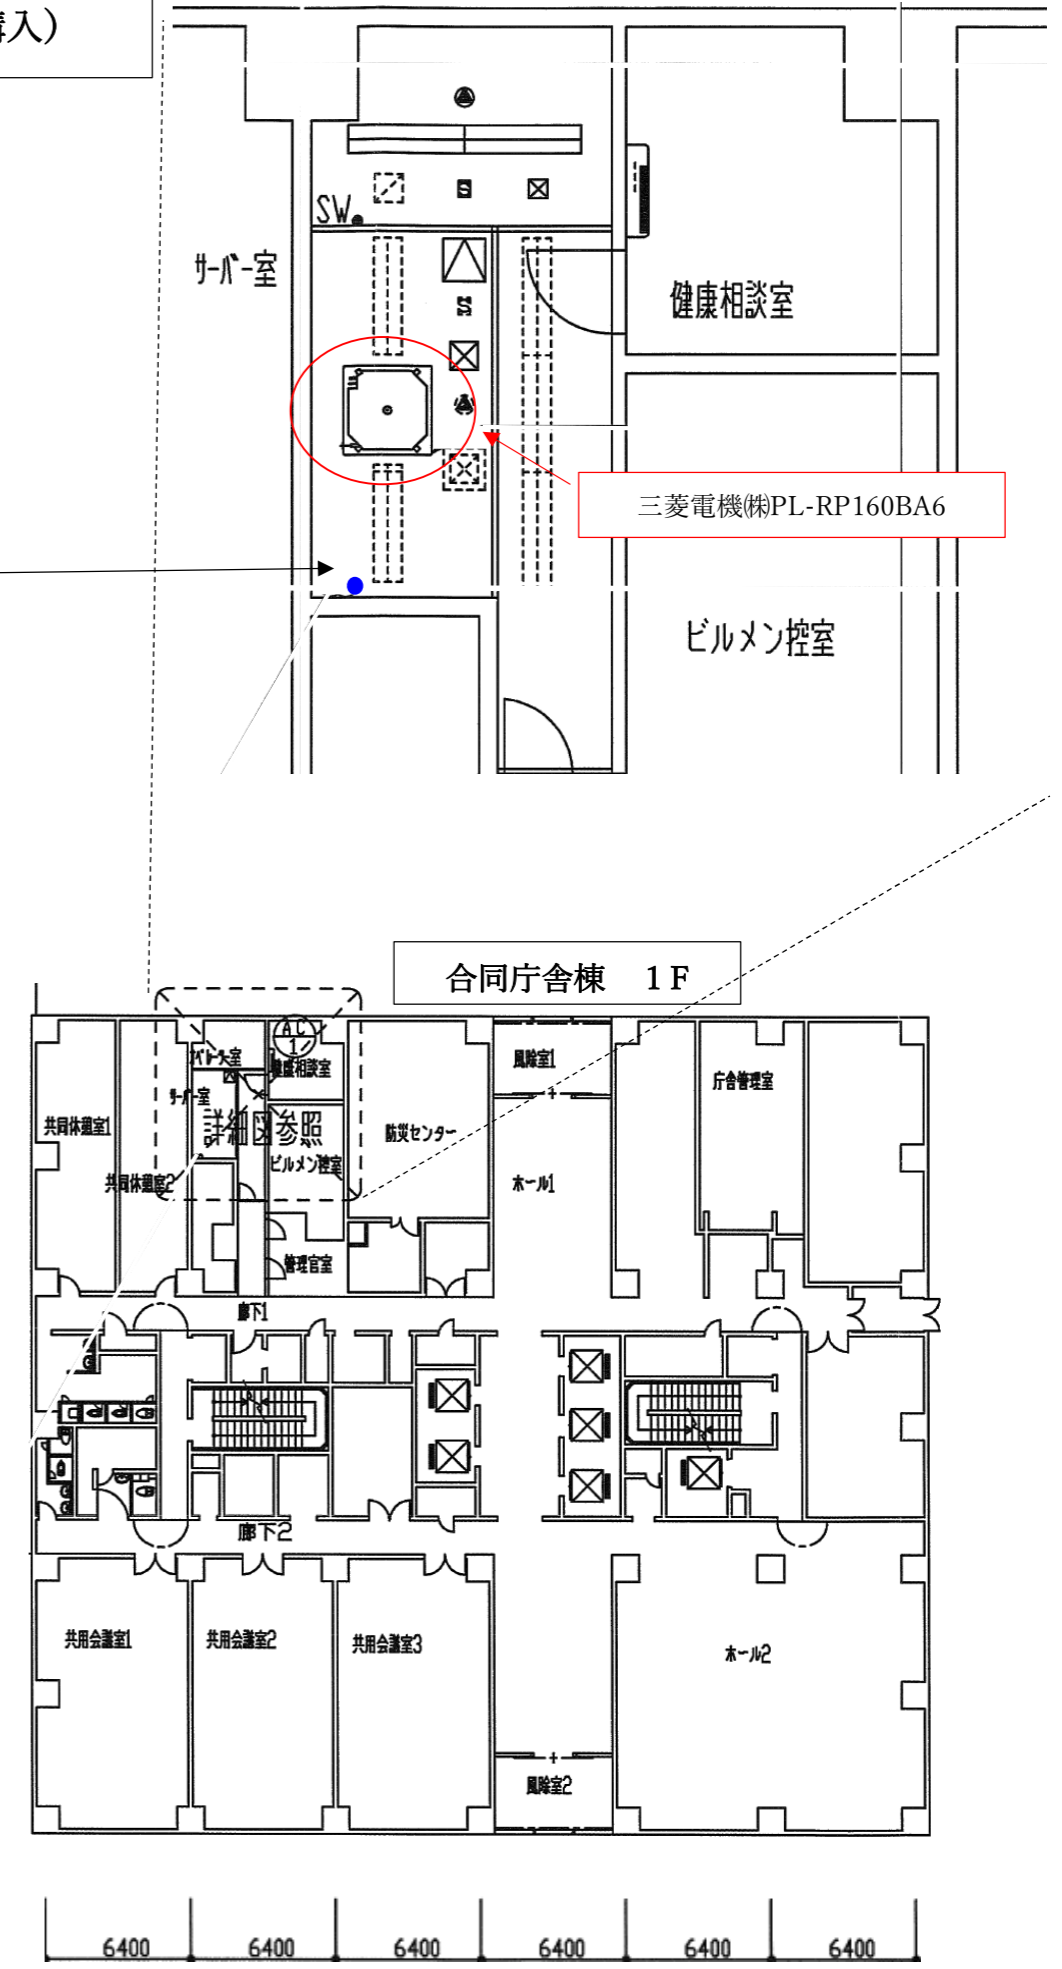 入）
SW
S
サーバー室
健康相談室
S
三菱電機㈱PL-RP160BA6
ビルメン控室
合同庁舎棟　１F
AC
1
オペレーター室
健康相談室
サーバー室
詳細図参照
ビルメン控室
共同休憩室1
共同休憩室2
防災センター
風除室1
ホール1
庁舎管理室
管理官室
廊下1
廊下2
共用会議室1
共用会議室2
共用会議室3
ホール2
風除室2
6400 6400 6400 6400 6400 6400